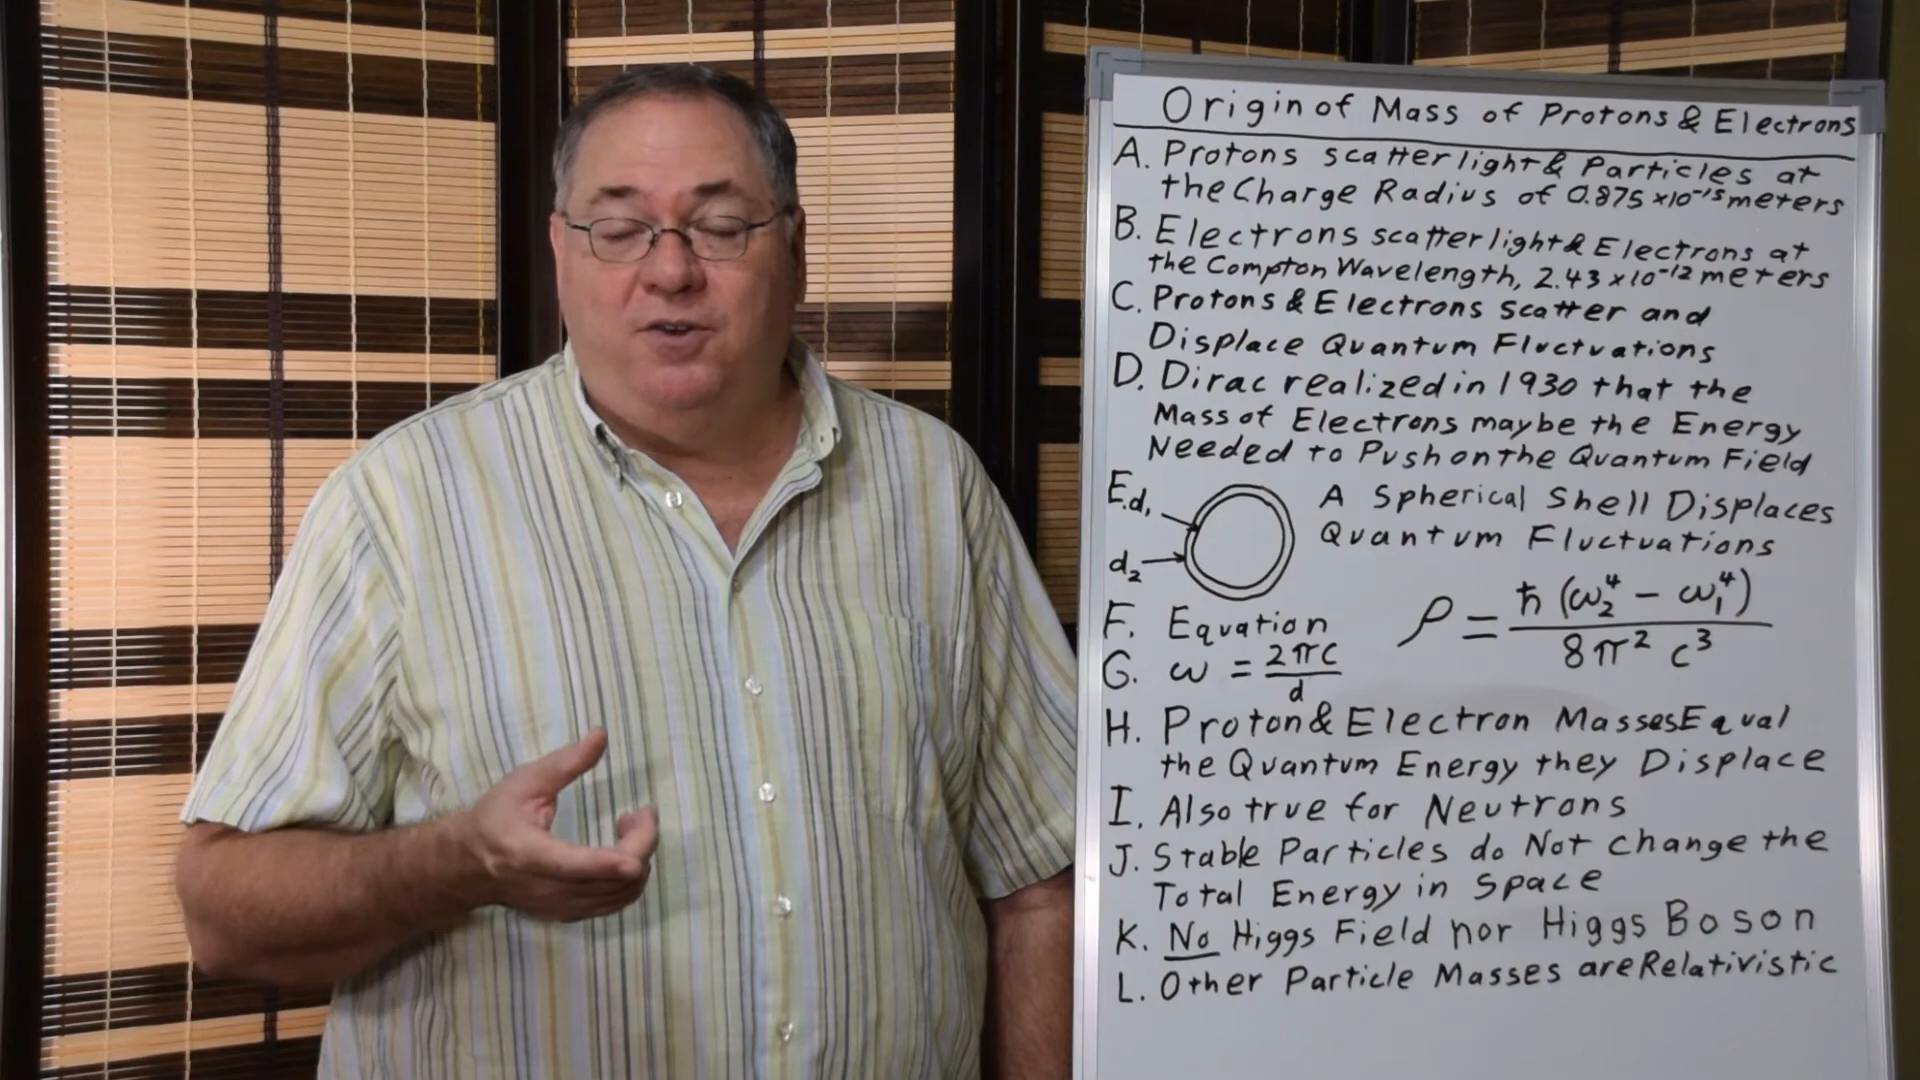 Origin of Mass of Protons & Electrons
A. Protons scatter light & Particles at
the Charge Radius of 0.875 x10⁻¹⁵ meters
B. Electrons scatter light & Electrons at
the Compton Wavelength, 2.43 x10⁻¹² meters
C. Protons & Electrons scatter and
Displace Quantum Fluctuations
D. Dirac realized in 1930 that the
Mass of Electrons maybe the Energy
Needed to Push on the Quantum Field
E. d₁ A Spherical Shell Displaces
Quantum Fluctuations
d₂
F. Equation ρ = ħ (ω₂⁴ − ω₁⁴) / 8π² c³
G. ω = 2πc / d
H. Proton & Electron Masses Equal
the Quantum Energy they Displace
I. Also true for Neutrons
J. Stable Particles do Not change the
Total Energy in Space
K. No Higgs Field nor Higgs Boson
L. Other Particle Masses are Relativistic